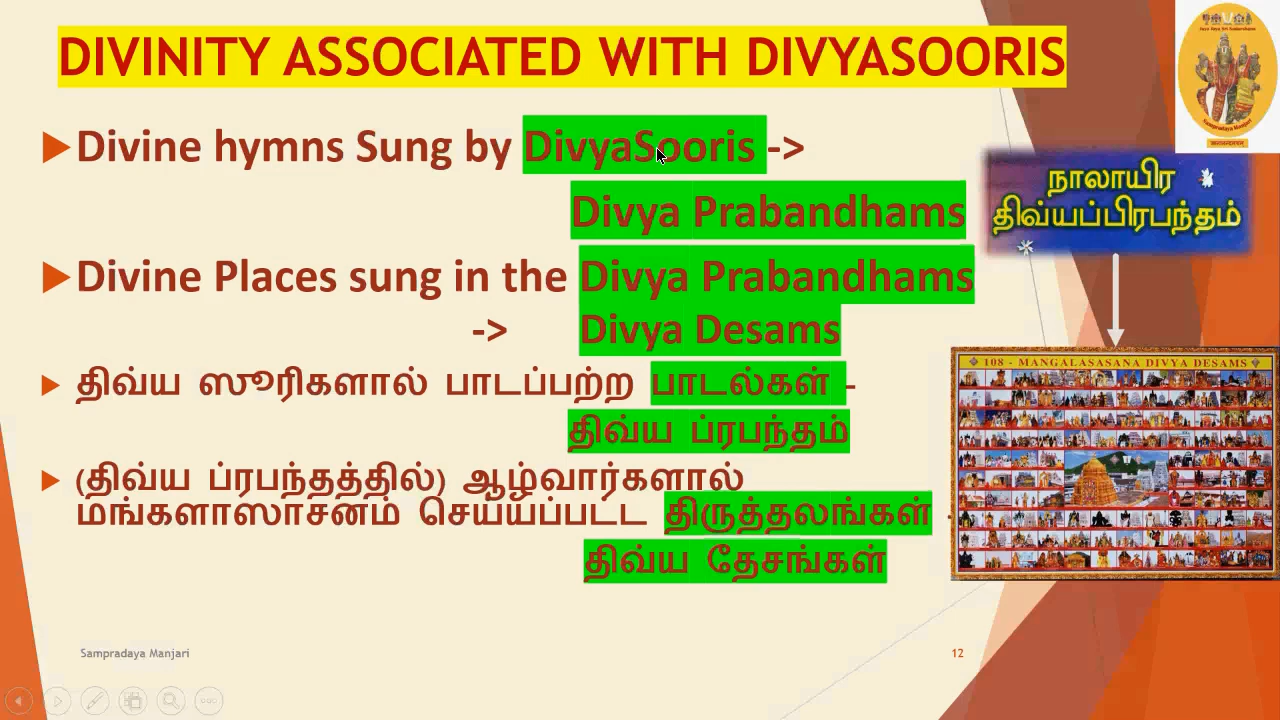 DIVINITY ASSOCIATED WITH DIVYASOORIS
Divine hymns Sung by DivyaSooris ->
Divya Prabandhams
Divine Places sung in the Divya Prabandhams
-> Divya Desams
திவ்ய ஸூரிகளால் பாடப்பற்ற பாடல்கள் -
திவ்ய ப்ரபந்தம்
(திவ்ய ப்ரபந்தத்தில்) ஆழ்வார்களால்
மங்களாஸாசனம் செய்யப்பட்ட திருத்தலங்கள் -
திவ்ய தேசங்கள்
நாலாயிர
திவ்யப்பிரபந்தம்
108 - MANGALASASANA DIVYA DESAMS
Sampradaya Manjari
Sampradaya Manjari
12